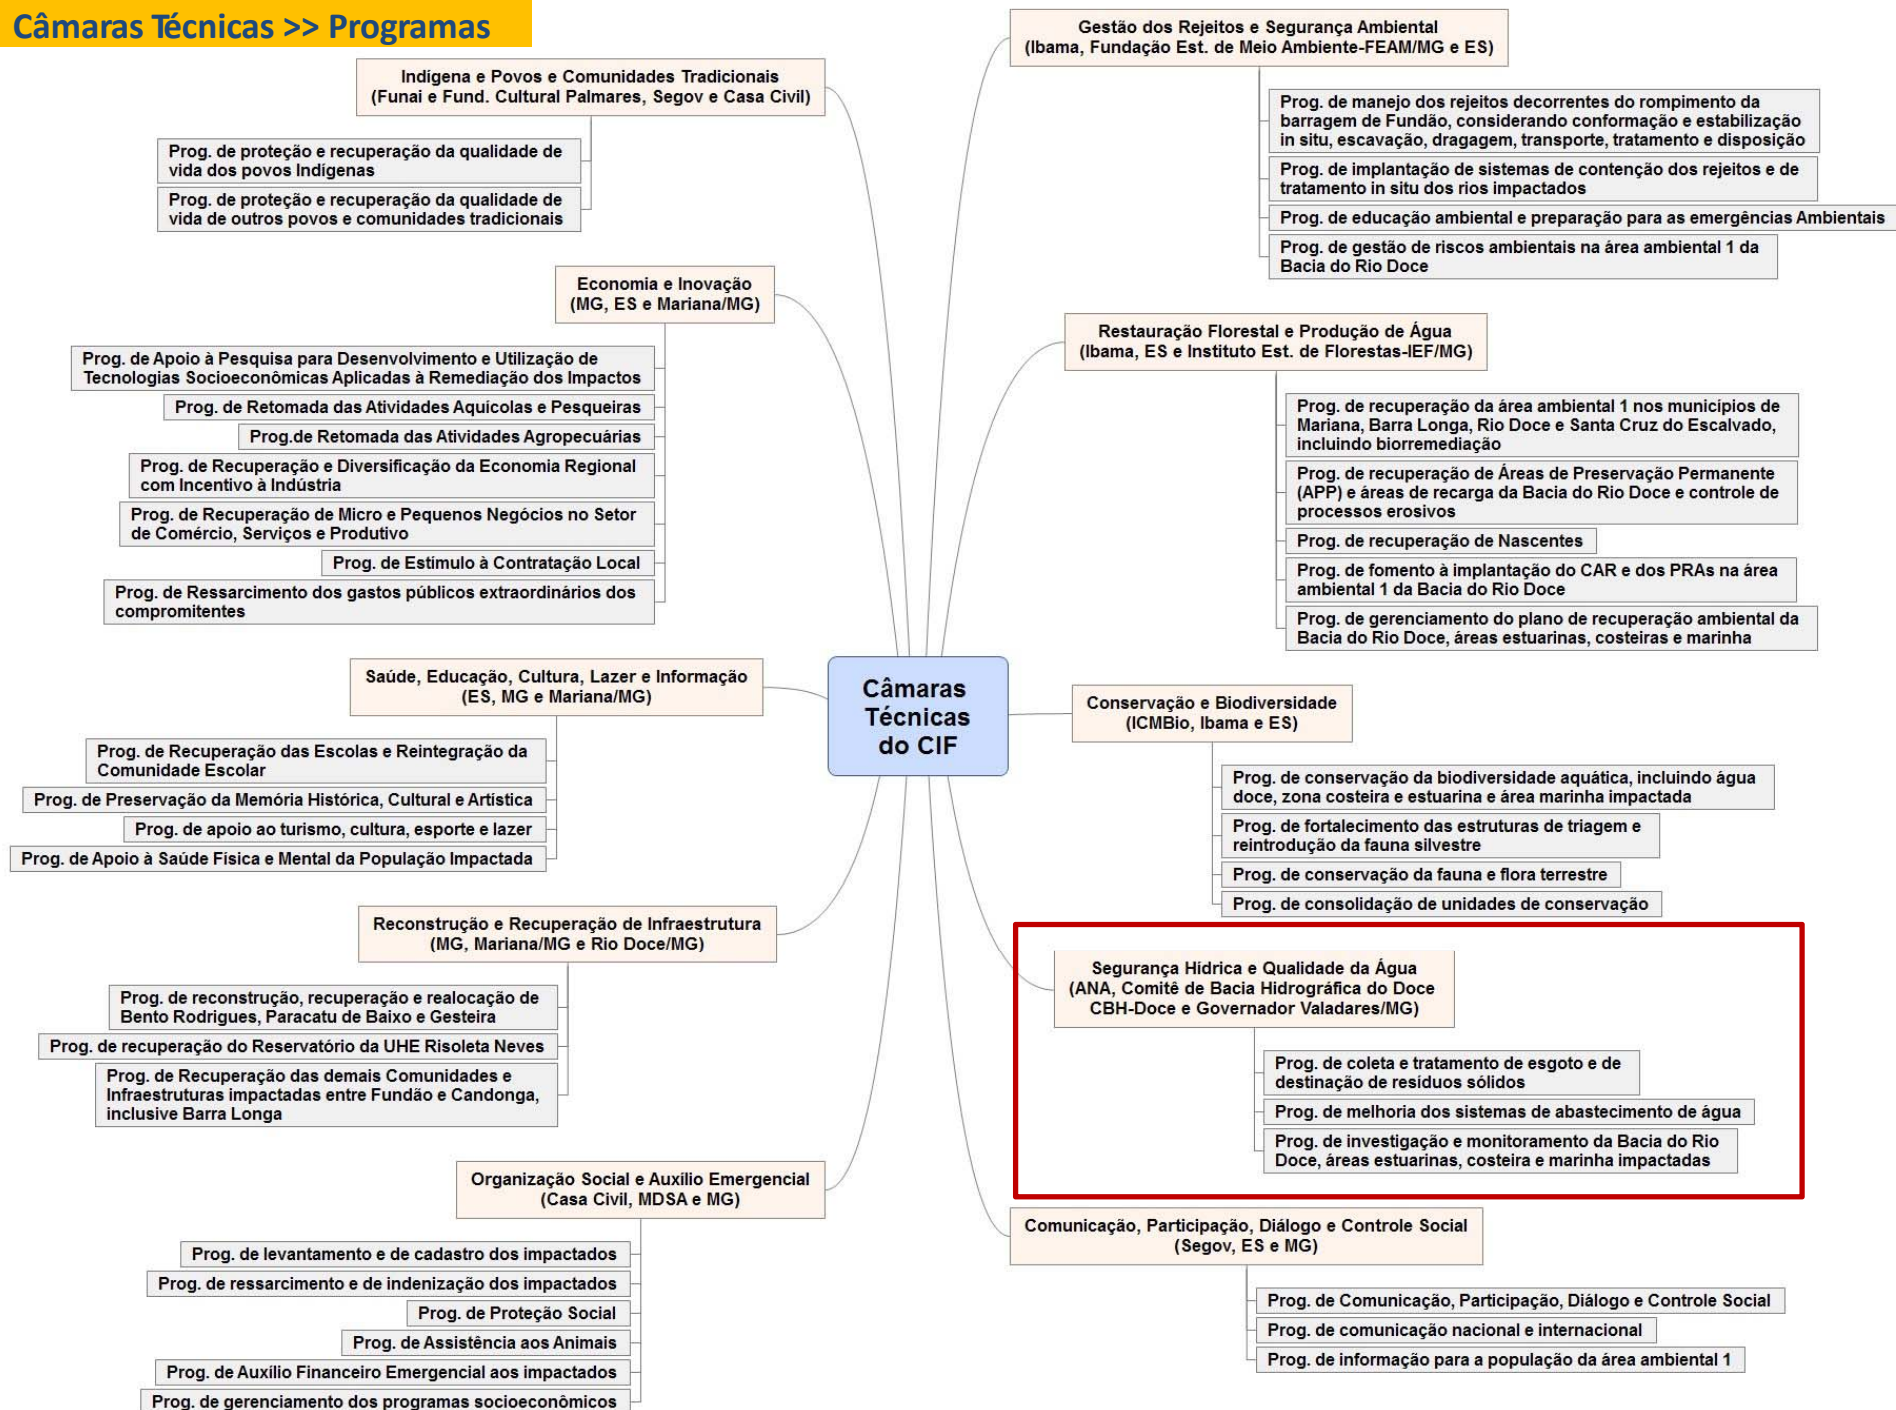 Câmaras Técnicas >> Programas
Indígena e Povos e Comunidades Tradicionais
(Funai e Fund. Cultural Palmares, Segov e Casa Civil)
Prog. de proteção e recuperação da qualidade de
vida dos povos Indígenas
Prog. de proteção e recuperação da qualidade de
vida de outros povos e comunidades tradicionais
Economia e Inovação
(MG, ES e Mariana/MG)
Prog. de Apoio à Pesquisa para Desenvolvimento e Utilização de
Tecnologias Socioeconômicas Aplicadas à Remediação dos Impactos
Prog. de Retomada das Atividades Aquícolas e Pesqueiras
Prog.de Retomada das Atividades Agropecuárias
Prog. de Recuperação e Diversificação da Economia Regional
com Incentivo à Indústria
Prog. de Recuperação de Micro e Pequenos Negócios no Setor
de Comércio, Serviços e Produtivo
Prog. de Estímulo à Contratação Local
Prog. de Ressarcimento dos gastos públicos extraordinários dos
compromitentes
Saúde, Educação, Cultura, Lazer e Informação
(ES, MG e Mariana/MG)
Prog. de Recuperação das Escolas e Reintegração da
Comunidade Escolar
Prog. de Preservação da Memória Histórica, Cultural e Artística
Prog. de apoio ao turismo, cultura, esporte e lazer
Prog. de Apoio à Saúde Física e Mental da População Impactada
Reconstrução e Recuperação de Infraestrutura
(MG, Mariana/MG e Rio Doce/MG)
Prog. de reconstrução, recuperação e realocação de
Bento Rodrigues, Paracatu de Baixo e Gesteira
Prog. de recuperação do Reservatório da UHE Risoleta Neves
Prog. de Recuperação das demais Comunidades e
Infraestruturas impactadas entre Fundão e Candonga,
inclusive Barra Longa
Organização Social e Auxílio Emergencial
(Casa Civil, MDSA e MG)
Prog. de levantamento e de cadastro dos impactados
Prog. de ressarcimento e de indenização dos impactados
Prog. de Proteção Social
Prog. de Assistência aos Animais
Prog. de Auxílio Financeiro Emergencial aos impactados
Prog. de gerenciamento dos programas socioeconômicos
Câmaras
Técnicas
do CIF
Gestão dos Rejeitos e Segurança Ambiental
(Ibama, Fundação Est. de Meio Ambiente-FEAM/MG e ES)
Prog. de manejo dos rejeitos decorrentes do rompimento da
barragem de Fundão, considerando conformação e estabilização
in situ, escavação, dragagem, transporte, tratamento e disposição
Prog. de implantação de sistemas de contenção dos rejeitos e de
tratamento in situ dos rios impactados
Prog. de educação ambiental e preparação para as emergências Ambientais
Prog. de gestão de riscos ambientais na área ambiental 1 da
Bacia do Rio Doce
Restauração Florestal e Produção de Água
(Ibama, ES e Instituto Est. de Florestas-IEF/MG)
Prog. de recuperação da área ambiental 1 nos municípios de
Mariana, Barra Longa, Rio Doce e Santa Cruz do Escalvado,
incluindo biorremediação
Prog. de recuperação de Áreas de Preservação Permanente
(APP) e áreas de recarga da Bacia do Rio Doce e controle de
processos erosivos
Prog. de recuperação de Nascentes
Prog. de fomento à implantação do CAR e dos PRAs na área
ambiental 1 da Bacia do Rio Doce
Prog. de gerenciamento do plano de recuperação ambiental da
Bacia do Rio Doce, áreas estuarinas, costeiras e marinha
Conservação e Biodiversidade
(ICMBio, Ibama e ES)
Prog. de conservação da biodiversidade aquática, incluindo água
doce, zona costeira e estuarina e área marinha impactada
Prog. de fortalecimento das estruturas de triagem e
reintrodução da fauna silvestre
Prog. de conservação da fauna e flora terrestre
Prog. de consolidação de unidades de conservação
Segurança Hídrica e Qualidade da Água
(ANA, Comitê de Bacia Hidrográfica do Doce
CBH-Doce e Governador Valadares/MG)
Prog. de coleta e tratamento de esgoto e de
destinação de resíduos sólidos
Prog. de melhoria dos sistemas de abastecimento de água
Prog. de investigação e monitoramento da Bacia do Rio
Doce, áreas estuarinas, costeira e marinha impactadas
Comunicação, Participação, Diálogo e Controle Social
(Segov, ES e MG)
Prog. de Comunicação, Participação, Diálogo e Controle Social
Prog. de comunicação nacional e internacional
Prog. de informação para a população da área ambiental 1